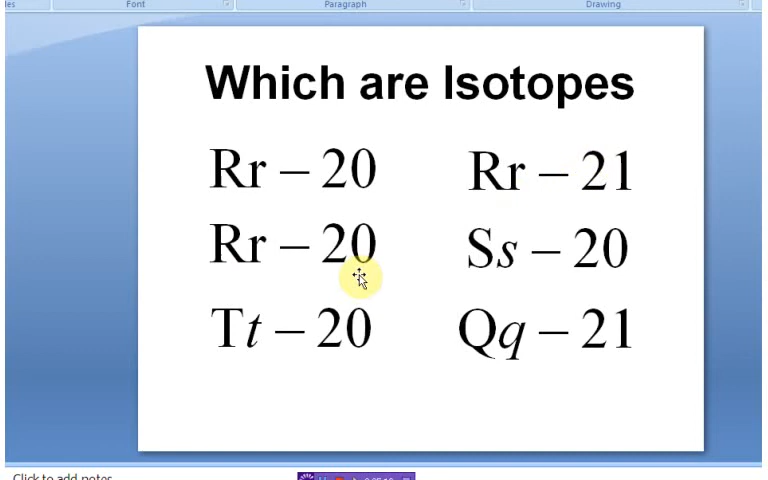 Font Paragraph Drawing
Which are Isotopes
Rr – 20 Rr – 21
Rr – 20 Ss – 20
Tt – 20 Qq – 21
Click to add notes